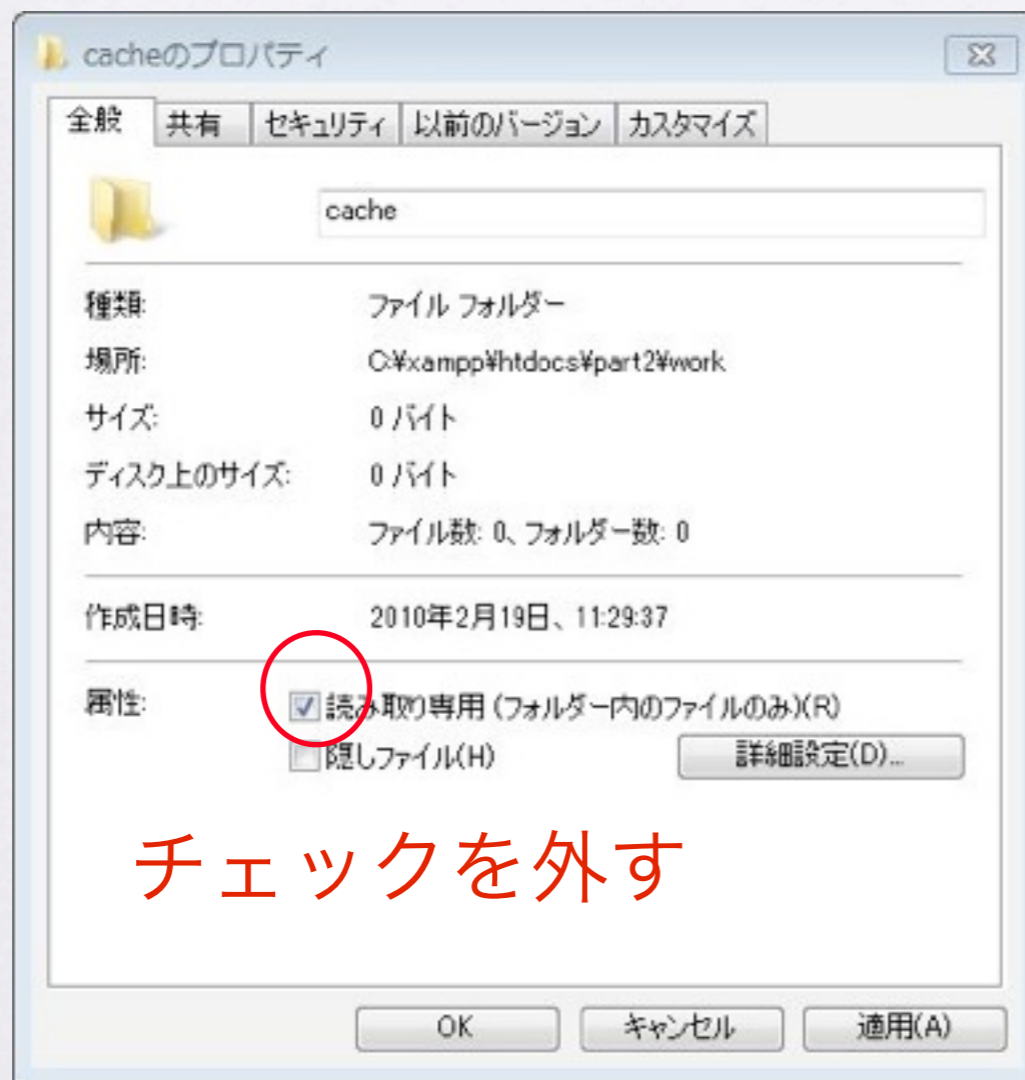 cacheのプロパティ
全般 共有 セキュリティ 以前のバージョン カスタマイズ
cache
種類: ファイル フォルダー
場所: C:¥xampp¥htdocs¥part2¥work
サイズ: 0 バイト
ディスク上のサイズ: 0 バイト
内容: ファイル数: 0、フォルダー数: 0
作成日時: 2010年2月19日、11:29:37
属性: 読み取り専用 (フォルダー内のファイルのみ)(R)
隠しファイル(H) 詳細設定(D)...
チェックを外す
OK キャンセル 適用(A)